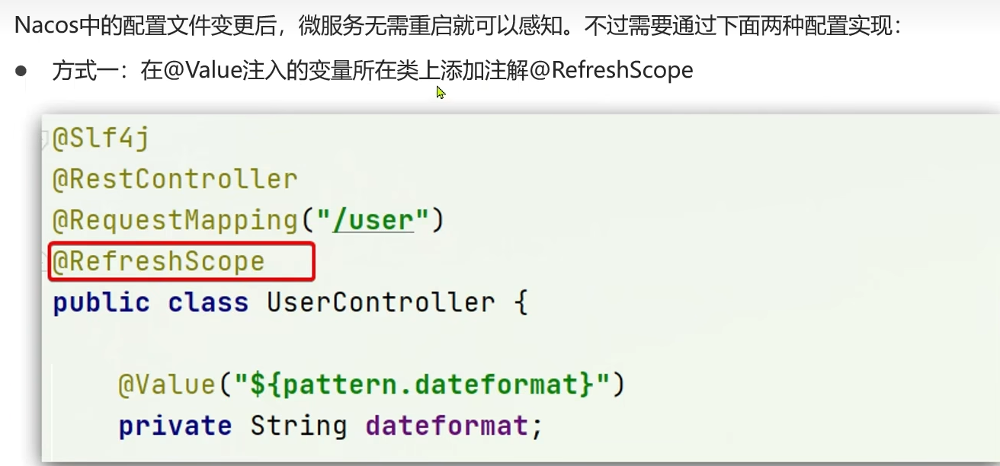 Nacos中的配置文件变更后，微服务无需重启就可以感知。不过需要通过下面两种配置实现：
● 方式一：在@Value注入的变量所在类上添加注解@RefreshScope
@Slf4j
@RestController
@RequestMapping("/user")
@RefreshScope
public class UserController {
@Value("${pattern.dateformat}")
private String dateformat;